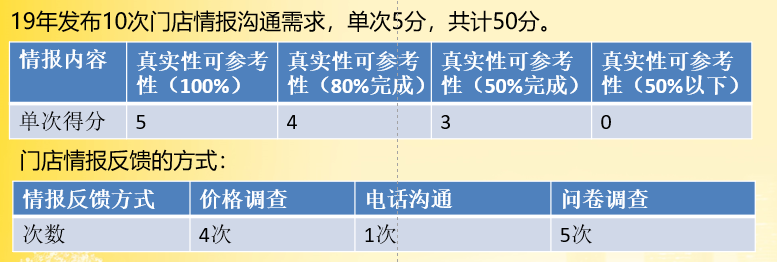 19年发布10次门店情报沟通需求，单次5分，共计50分。
情报内容 真实性可参考性（100%） 真实性可参考性（80%完成） 真实性可参考性（50%完成） 真实性可参考性（50%以下）
单次得分 5 4 3 0
门店情报反馈的方式：
情报反馈方式 价格调查 电话沟通 问卷调查
次数 4次 1次 5次